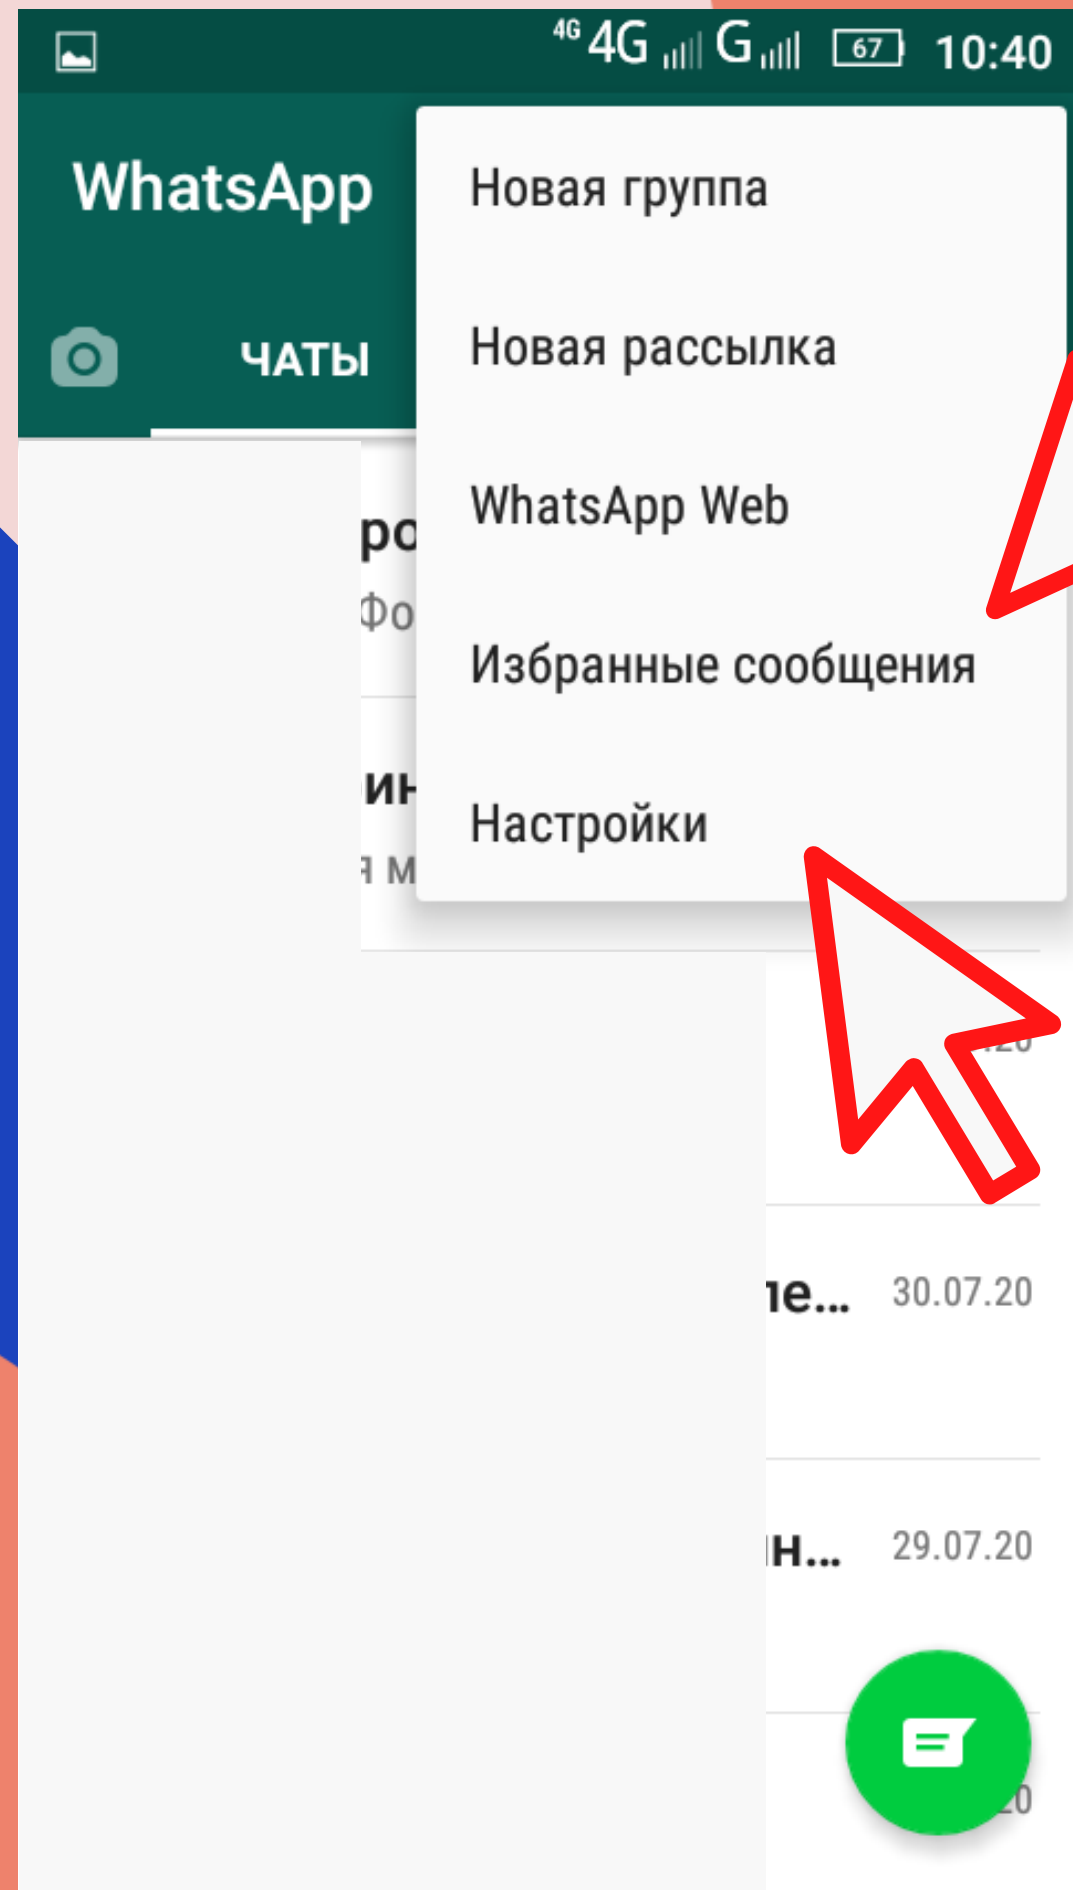 4G 4G G 67 10:40
WhatsApp
Новая группа
Новая рассылка
ЧАТЫ
WhatsApp Web
Избранные сообщения
Настройки
30.07.20
29.07.20